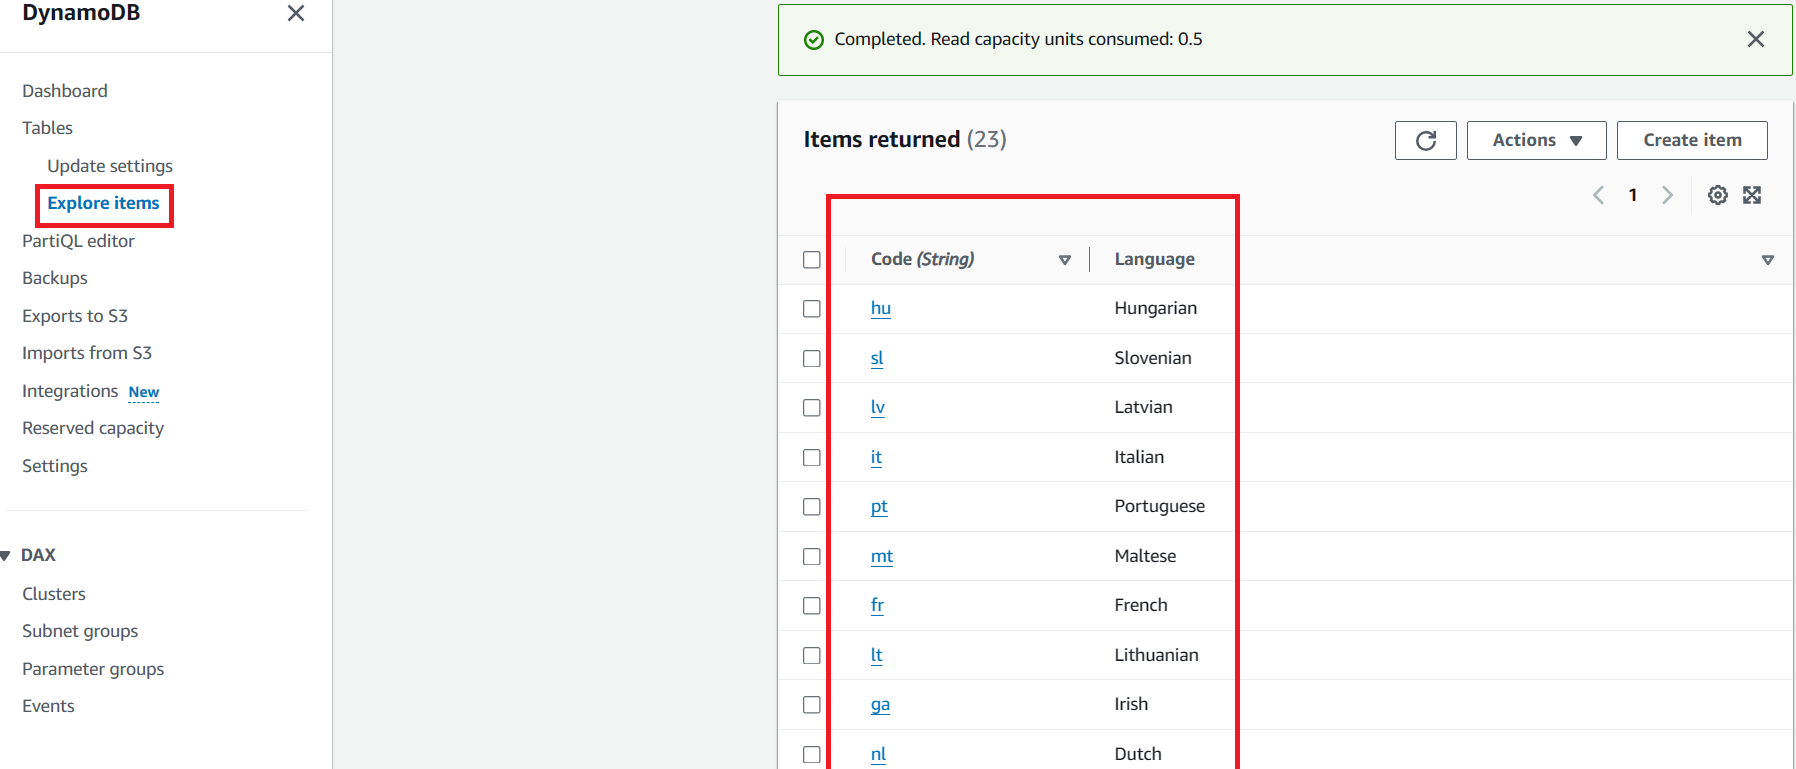 DynamoDB
Dashboard
Tables
Update settings
Explore items
PartiQL editor
Backups
Exports to S3
Imports from S3
Integrations New
Reserved capacity
Settings
DAX
Clusters
Subnet groups
Parameter groups
Events
Completed. Read capacity units consumed: 0.5
Items returned (23)
Actions
Create item
1
Code (String) Language
hu Hungarian
sl Slovenian
lv Latvian
it Italian
pt Portuguese
mt Maltese
fr French
lt Lithuanian
ga Irish
nl Dutch